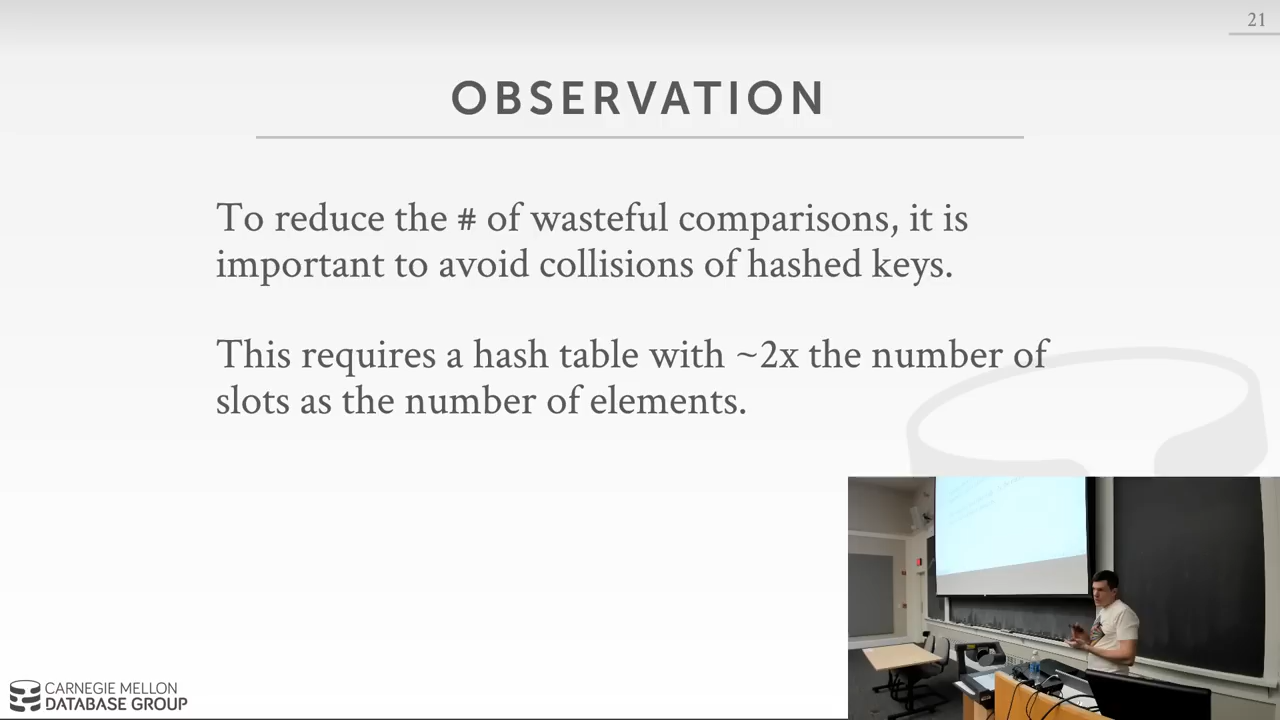 21
OBSERVATION
To reduce the # of wasteful comparisons, it is
important to avoid collisions of hashed keys.
This requires a hash table with ~2x the number of
slots as the number of elements.
CARNEGIE MELLON
DATABASE GROUP